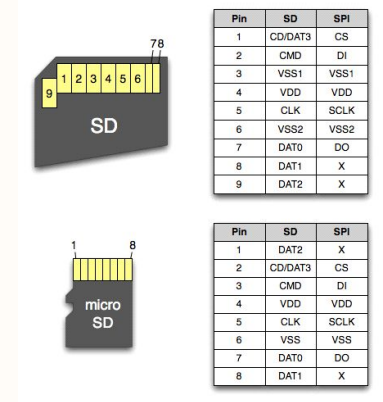 Pin SD SPI
1 CD/DAT3 CS
2 CMD DI
3 VSS1 VSS1
4 VDD VDD
5 CLK SCLK
6 VSS2 VSS2
7 DAT0 DO
8 DAT1 X
9 DAT2 X
78
1 2 3 4 5 6
9
SD
Pin SD SPI
1 DAT2 X
2 CD/DAT3 CS
3 CMD DI
4 VDD VDD
5 CLK SCLK
6 VSS VSS
7 DAT0 DO
8 DAT1 X
1 8
micro
SD